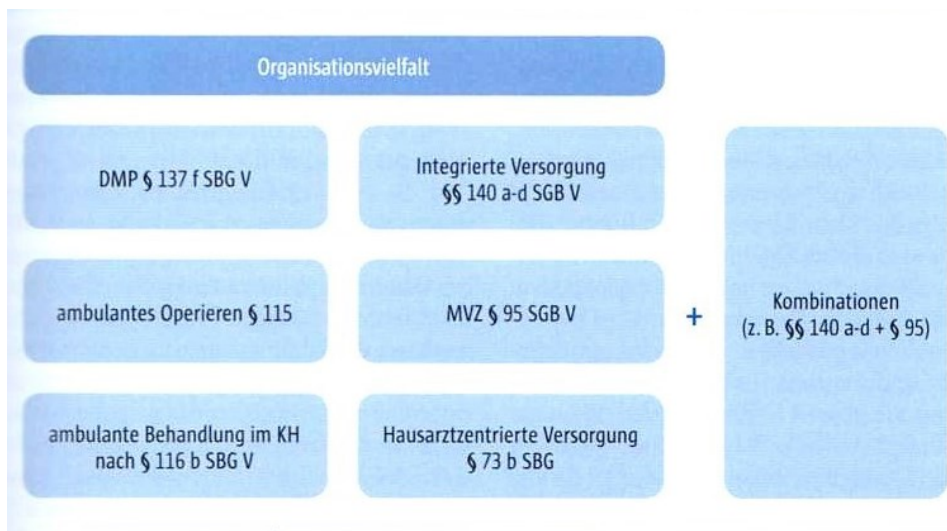 Organisationsvielfalt
DMP § 137 f SBG V
Integrierte Versorgung
§§ 140 a-d SGB V
ambulantes Operieren § 115
MVZ § 95 SGB V
+
Kombinationen
(z. B. §§ 140 a-d + § 95)
ambulante Behandlung im KH
nach § 116 b SBG V
Hausarztzentrierte Versorgung
§ 73 b SBG